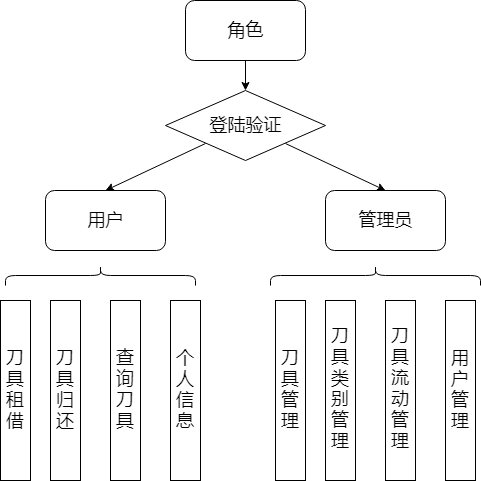 角色
登陆验证
用户
管理员
刀具租借
刀具归还
查询刀具
个人信息
刀具管理
刀具类别管理
刀具流动管理
用户管理